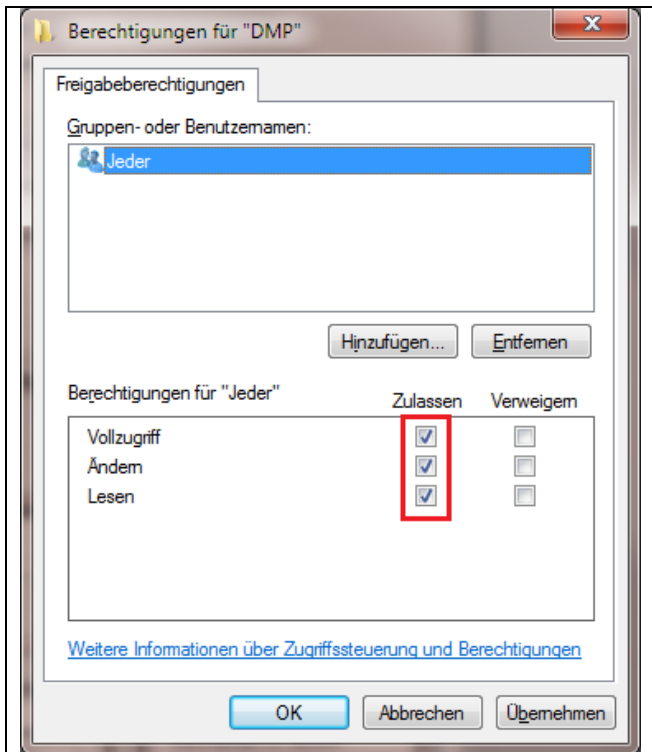 Berechtigungen für "DMP"
Freigabeberechtigungen
Gruppen- oder Benutzernamen:
Jeder
Hinzufügen...
Entfernen
Berechtigungen für "Jeder"
Zulassen
Verweigern
Vollzugriff
Ändern
Lesen
Weitere Informationen über Zugriffssteuerung und Berechtigungen
OK
Abbrechen
Übernehmen